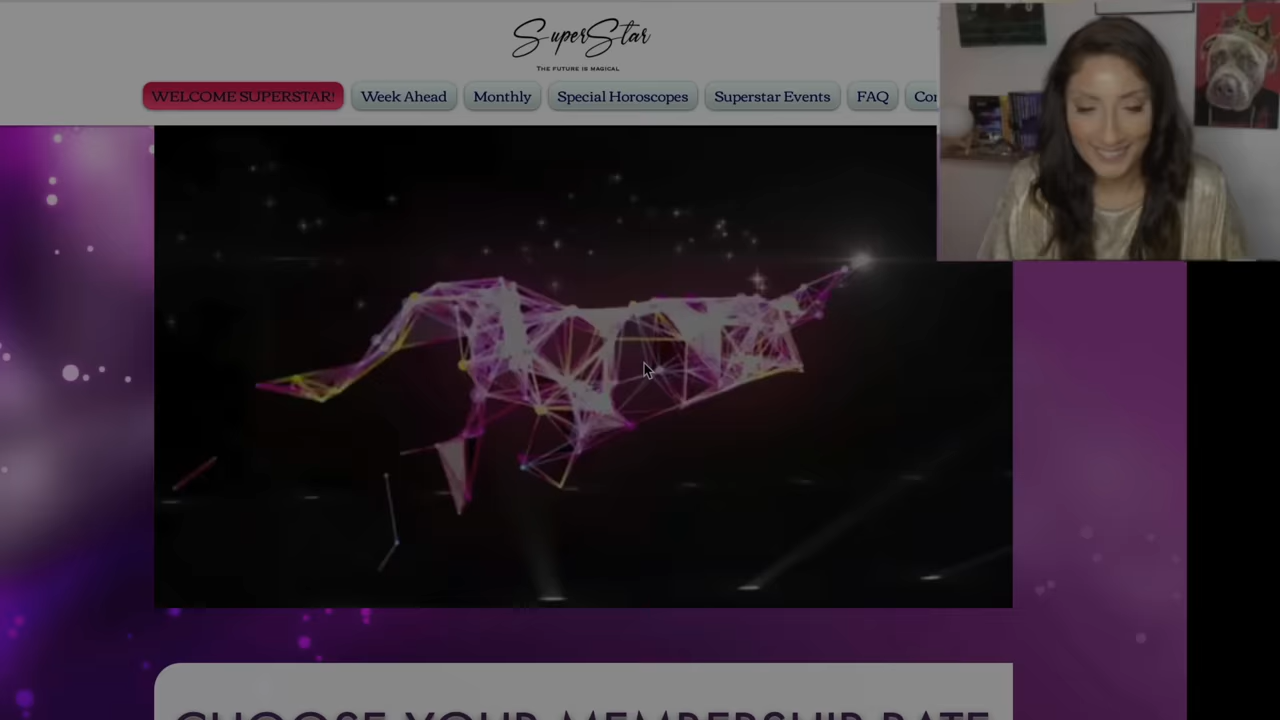 SuperStar
THE FUTURE IS MAGICAL
WELCOME SUPERSTAR! Week Ahead Monthly Special Horoscopes Superstar Events FAQ
CHOOSE YOUR MEMBERSHIP RATE